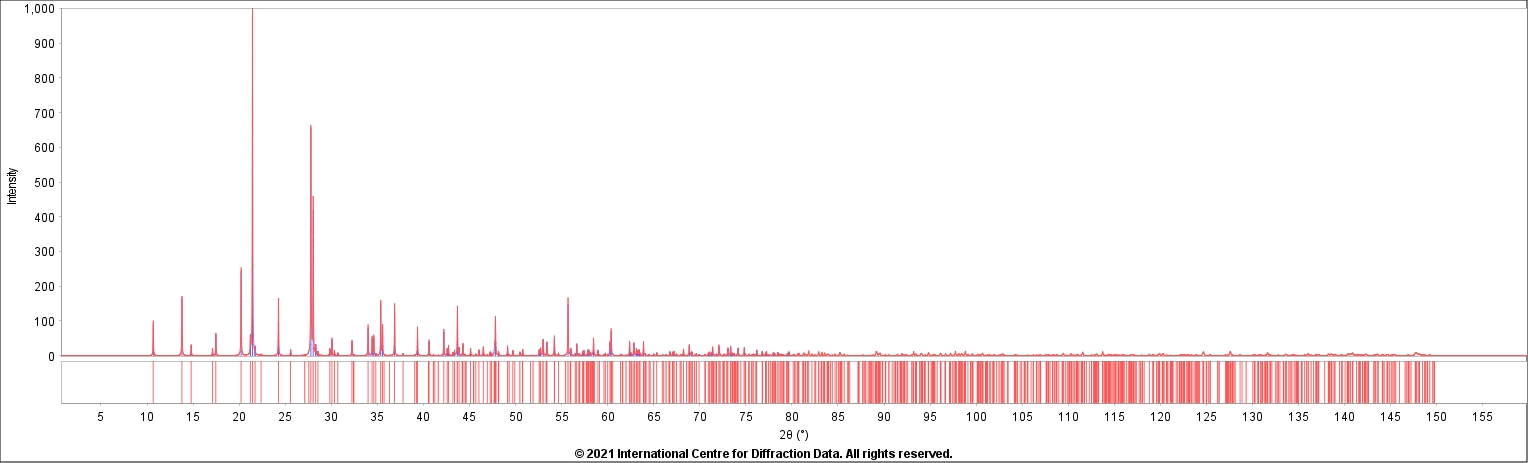 1,000
900
800
700
600
500
400
300
200
100
0
Intensity
5 10 15 20 25 30 35 40 45 50 55 60 65 70 75 80 85 90 95 100 105 110 115 120 125 130 135 140 145 150 155
2θ (°)
© 2021 International Centre for Diffraction Data. All rights reserved.